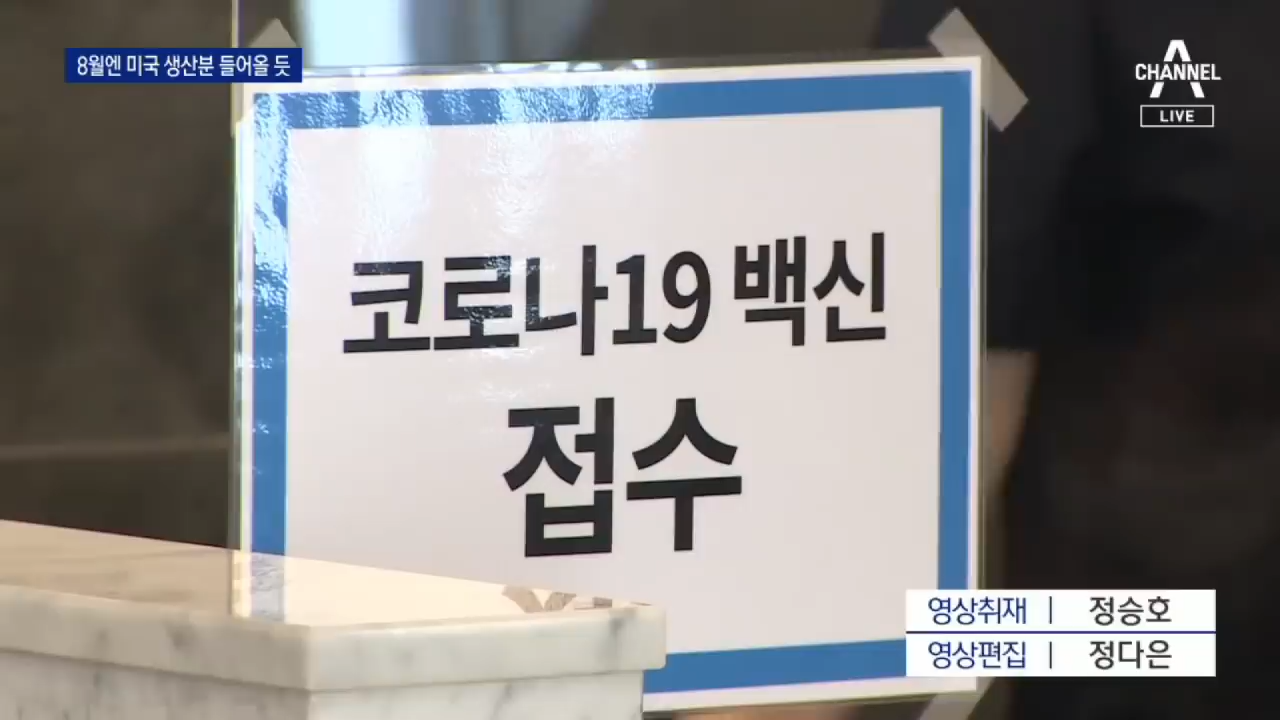 8월엔 미국 생산분 들어올 듯
CHANNEL A
LIVE
코로나19 백신
접수
영상취재 | 정승호
영상편집 | 정다은